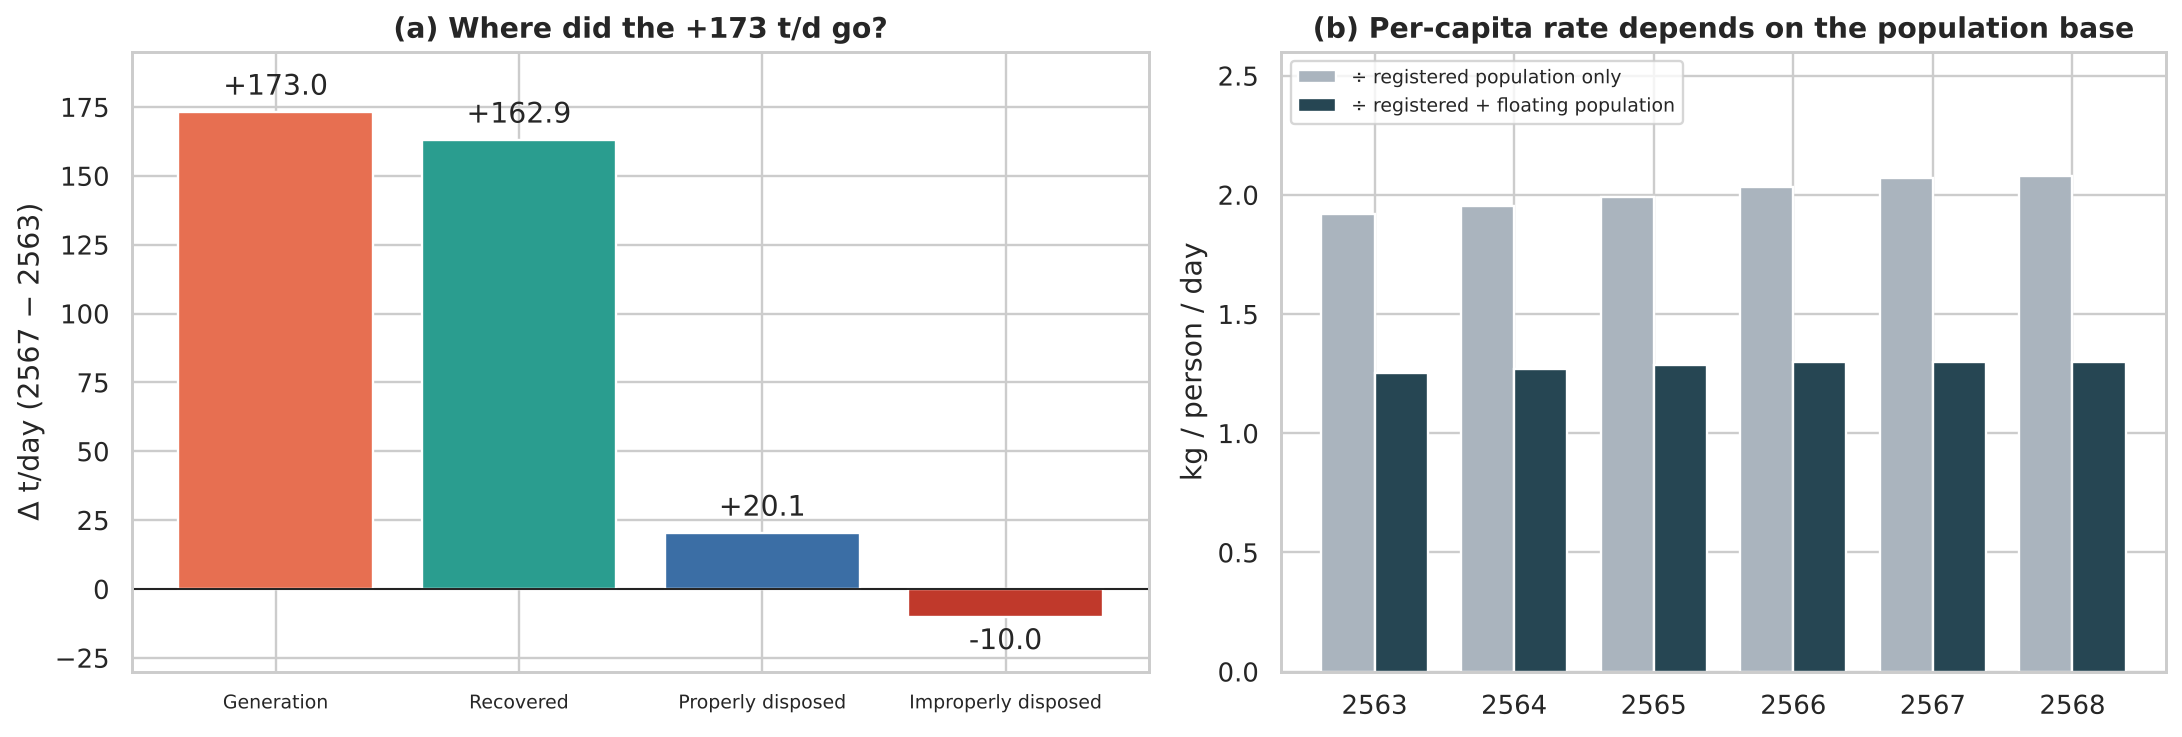 (a) Where did the +173 t/d go?
Δ t/day (2567 − 2563)
175
150
125
100
75
50
25
0
−25
+173.0
+162.9
+20.1
-10.0
Generation
Recovered
Properly disposed
Improperly disposed
(b) Per-capita rate depends on the population base
÷ registered population only
÷ registered + floating population
kg / person / day
2.5
2.0
1.5
1.0
0.5
0.0
2563
2564
2565
2566
2567
2568